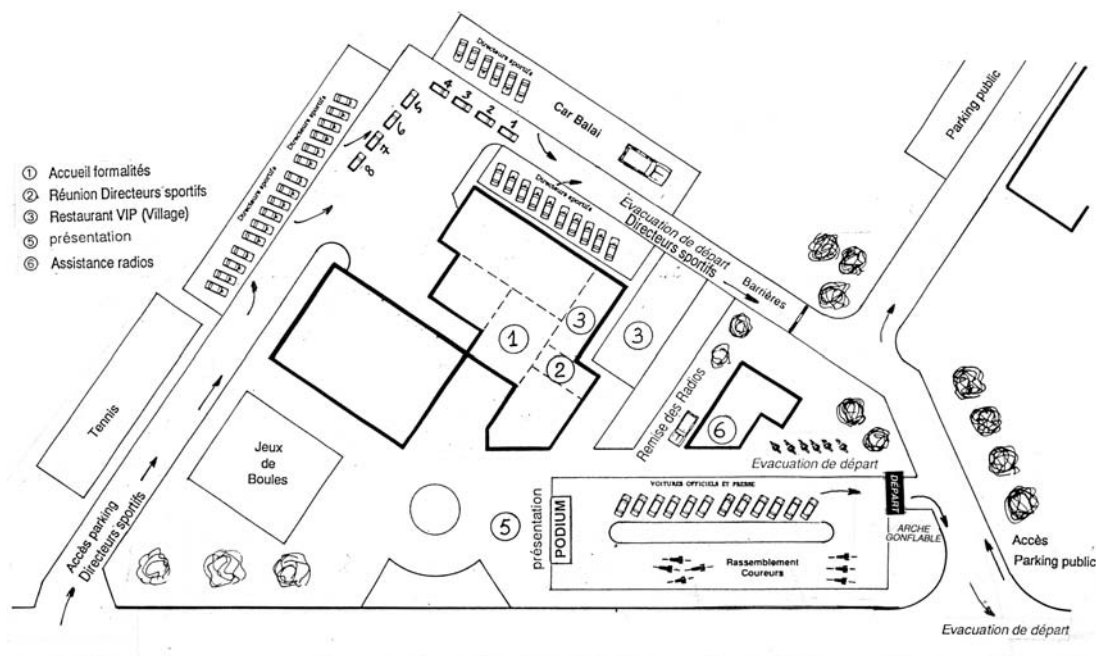 ① Accueil formalités
② Réunion Directeurs sportifs
③ Restaurant VIP (Village)
⑤ présentation
⑥ Assistance radios
Directeurs sportifs
Directeurs sportifs
Directeurs sportifs
4
3
2
1
5
6
7
8
Car Balai
Directeurs sportifs
Evacuation de départ
Directeurs sportifs
Barrières
Parking public
1
3
2
3
Remise des Radios
6
Tennis
Jeux
de
Boules
Accès parking
Directeurs sportifs
5
présentation
PODIUM
VOITURES OFFICIELS ET PRESSE
Rassemblement
Coureurs
Evacuation de départ
DÉPART
ARCHE
GONFLABLE
Accès
Parking public
Evacuation de départ